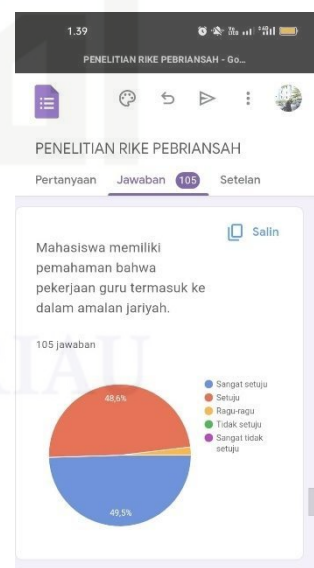 1.39
PENELITIAN RIKE PEBRIANSAH - Go...
PENELITIAN RIKE PEBRIANSAH
Pertanyaan Jawaban 105 Setelan
Salin
Mahasiswa memiliki
pemahaman bahwa
pekerjaan guru termasuk ke
dalam amalan jariyah.
105 jawaban
Sangat setuju
Setuju
Ragu-ragu
Tidak setuju
Sangat tidak
setuju
48,6%
49,5%
RIAU